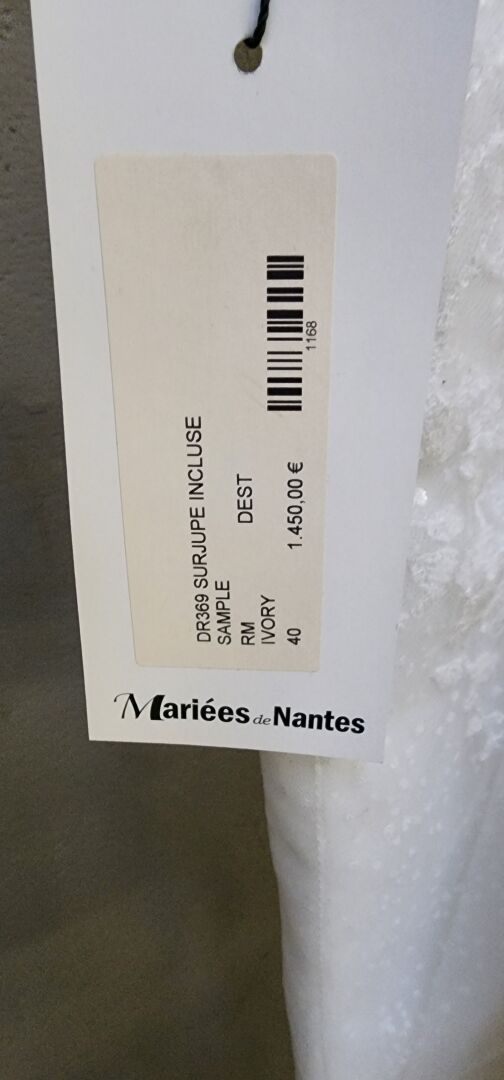 DR369 SURJUPE INCLUSE
SAMPLE
RM DEST
IVORY
40 1.450,00 €
1168
Mariées de Nantes